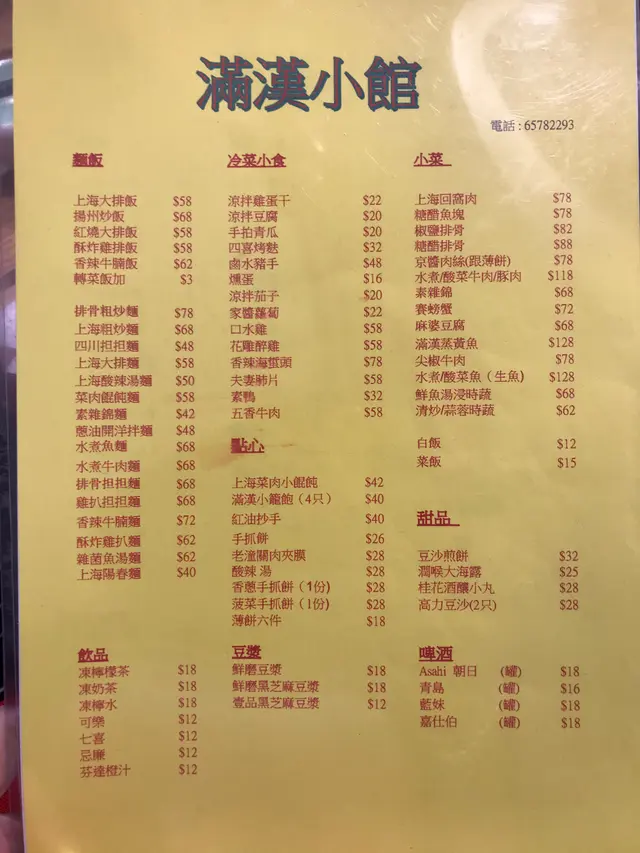 滿漢小館
電話 : 65782293
麵飯
上海大排飯 $58
揚州炒飯 $68
紅燒大排飯 $58
酥炸雞排飯 $58
香辣牛腩飯 $62
轉菜飯加 $3
排骨粗炒麵 $78
上海粗炒麵 $68
四川担担麵 $48
上海大排麵 $58
上海酸辣湯麵 $50
菜肉餛飩麵 $58
素雜錦麵 $42
蔥油開洋拌麵 $48
水煮魚麵 $68
水煮牛肉麵 $68
排骨担担麵 $68
雞扒担担麵 $68
香辣牛腩麵 $72
酥炸雞扒麵 $62
雜菌魚湯麵 $62
上海陽春麵 $40
冷菜小食
涼拌雞蛋干 $22
涼拌豆腐 $20
手拍青瓜 $20
四喜烤麩 $32
鹵水豬手 $48
燻蛋 $16
涼拌茄子 $20
家醬蘿蔔 $22
口水雞 $58
花雕醉雞 $58
香辣海蜇頭 $78
夫妻肺片 $58
素鴨 $32
五香牛肉 $58
點心
上海菜肉小餛飩 $42
滿漢小籠飽（4只） $40
紅油抄手 $40
手抓餅 $26
老潼關肉夾膜 $28
酸辣 湯 $28
香蔥手抓餅（1份） $28
菠菜手抓餅（1份） $28
薄餅六件 $18
小菜
上海回窩肉 $78
糖醋魚塊 $78
椒鹽排骨 $82
糖醋排骨 $88
京醬肉絲(跟薄餅) $78
水煮/酸菜牛肉/豚肉 $118
素雜錦 $68
賽螃蟹 $72
麻婆豆腐 $68
滿漢蒸黃魚 $128
尖椒牛肉 $78
水煮/酸菜魚（生魚） $128
鮮魚湯浸時蔬 $68
清炒/蒜蓉時蔬 $62
白飯 $12
菜飯 $15
甜品
豆沙煎餅 $32
潤喉大海露 $25
桂花酒釀小丸 $28
高力豆沙(2只) $28
飲品
凍檸檬茶 $18
凍奶茶 $18
凍檸水 $18
可樂 $12
七喜 $12
忌廉 $12
芬達橙汁 $12
豆漿
鮮磨豆漿 $18
鮮磨黑芝麻豆漿 $18
壹品黑芝麻豆漿 $12
啤酒
Asahi 朝日 (罐) $18
青島 (罐) $16
藍妹 (罐) $18
嘉仕伯 (罐) $18